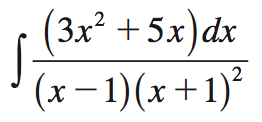 ∫ (3x² + 5x)dx / (x − 1)(x + 1)²